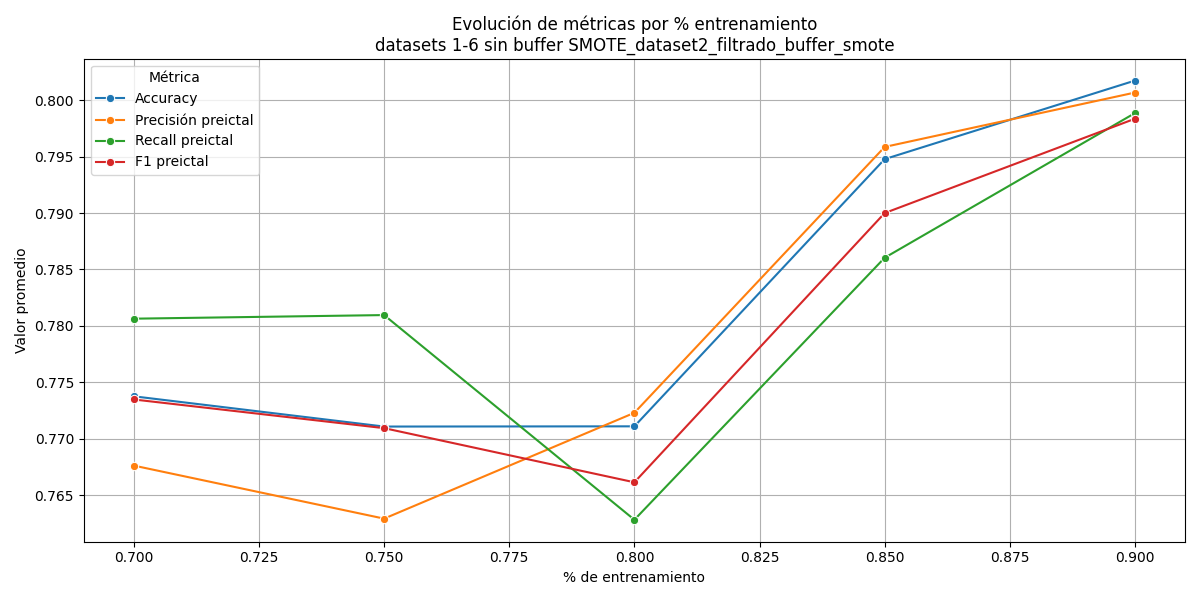 Evolución de métricas por % entrenamiento
datasets 1-6 sin buffer SMOTE_dataset2_filtrado_buffer_smote
Métrica
Accuracy
Precisión preictal
Recall preictal
F1 preictal
Valor promedio
0.800
0.795
0.790
0.785
0.780
0.775
0.770
0.765
0.700 0.725 0.750 0.775 0.800 0.825 0.850 0.875 0.900
% de entrenamiento